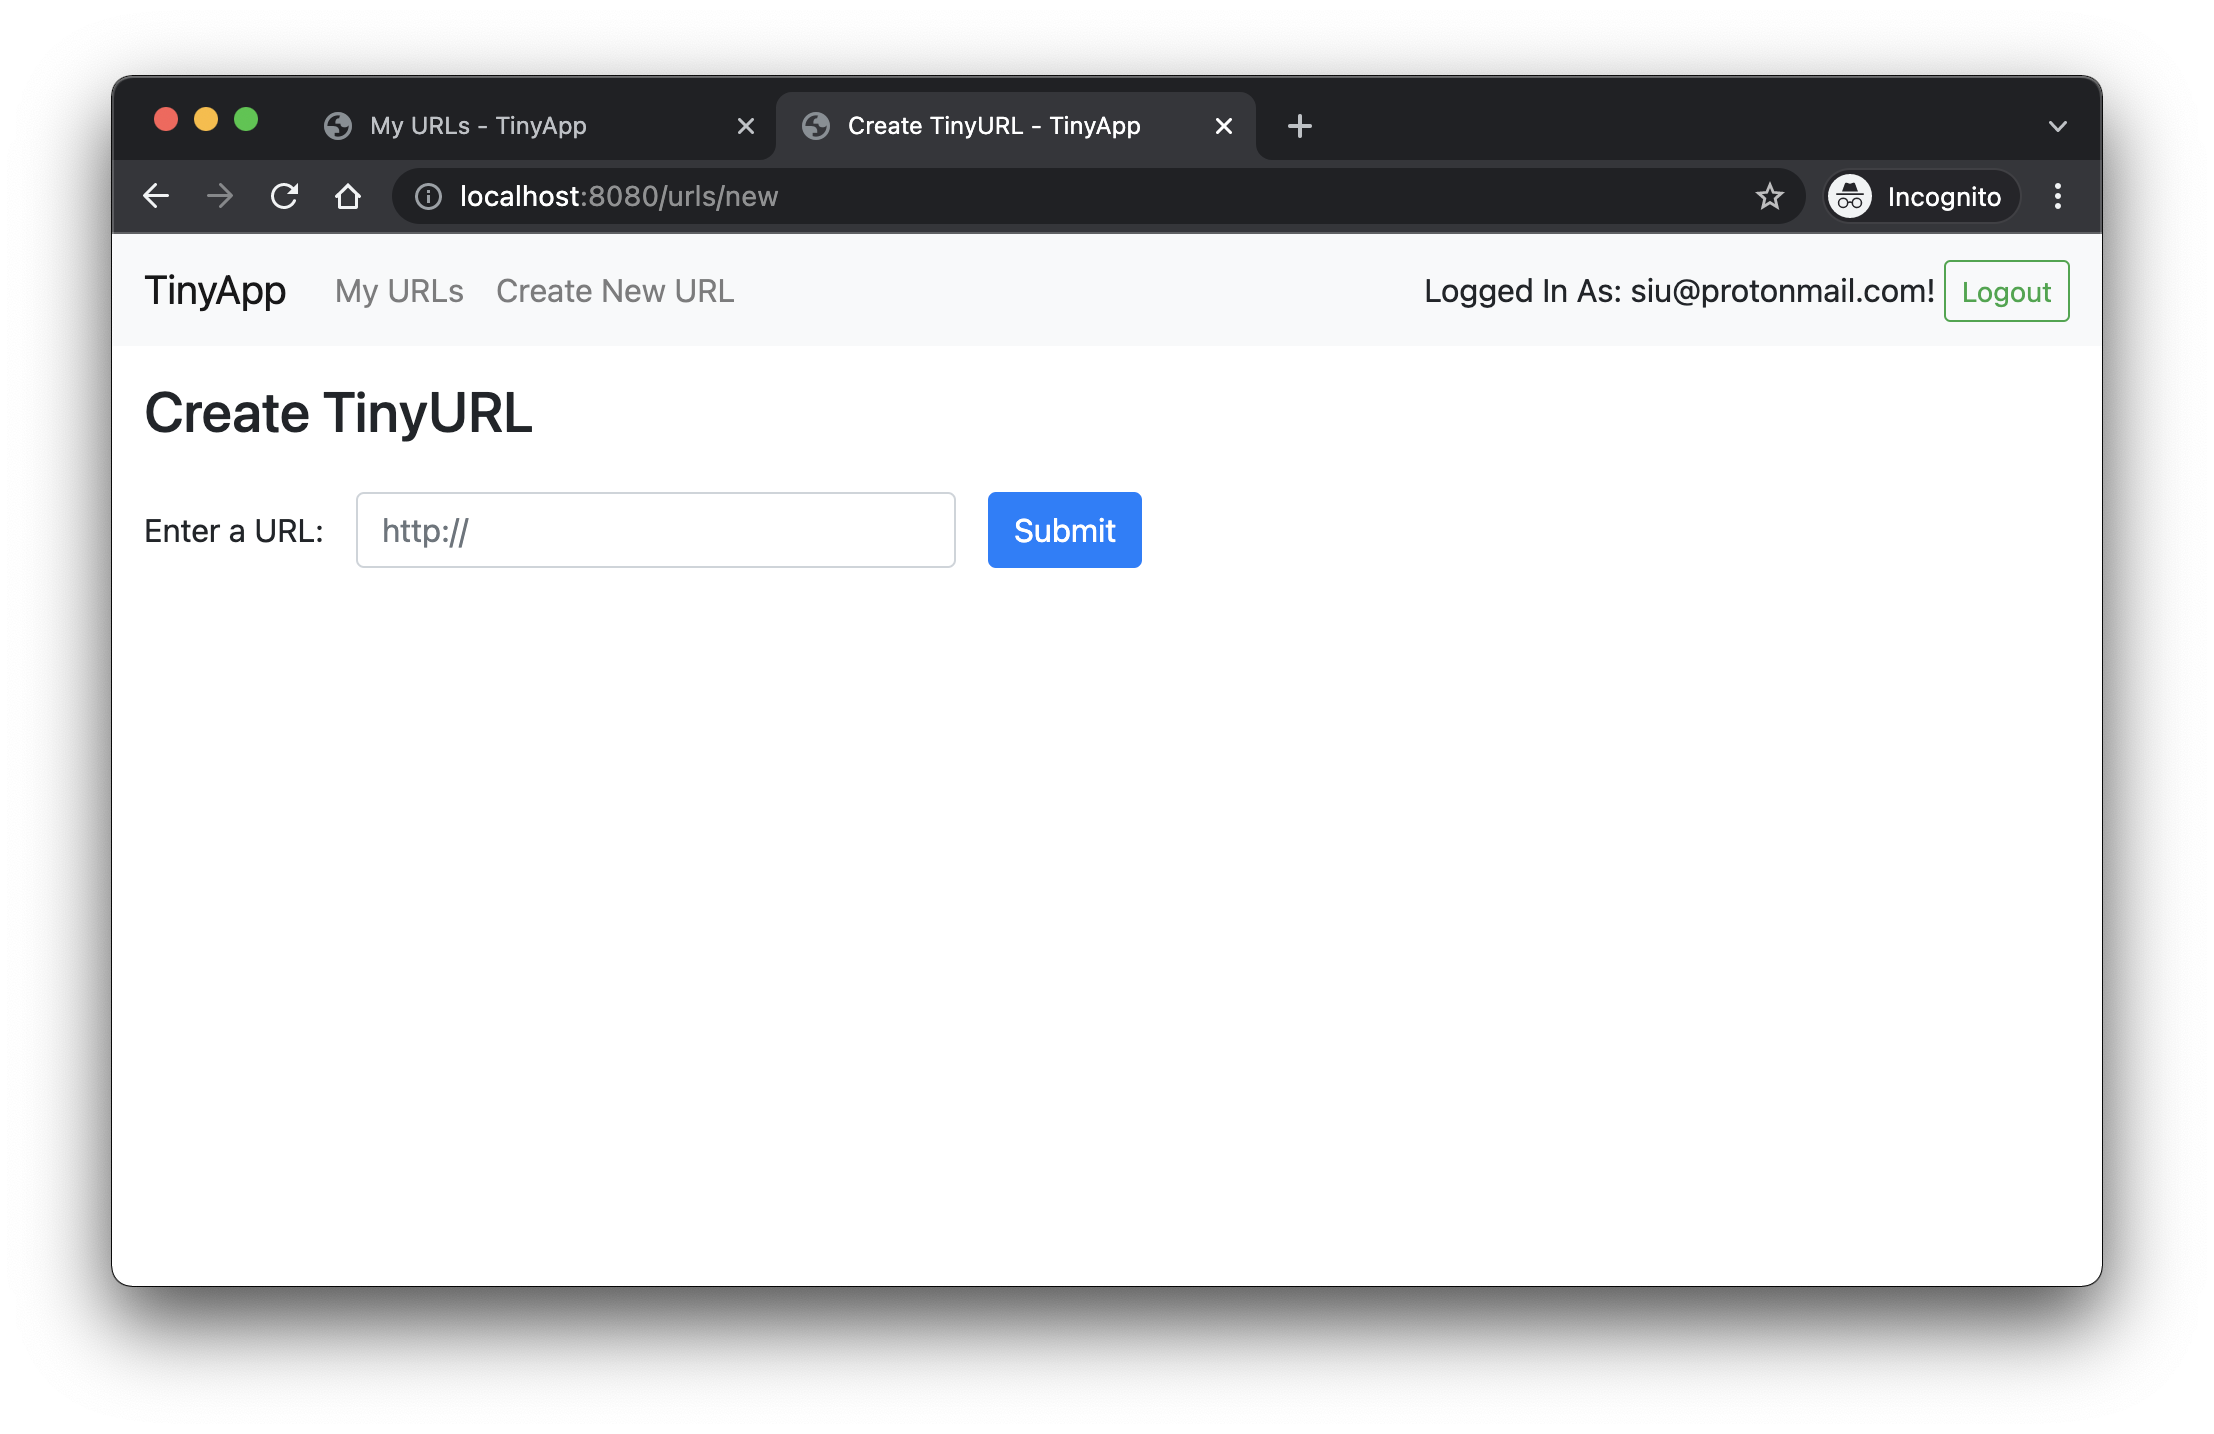 My URLs - TinyApp
Create TinyURL - TinyApp
localhost:8080/urls/new
Incognito
TinyApp My URLs Create New URL Logged In As: siu@protonmail.com! Logout
Create TinyURL
Enter a URL: http:// Submit